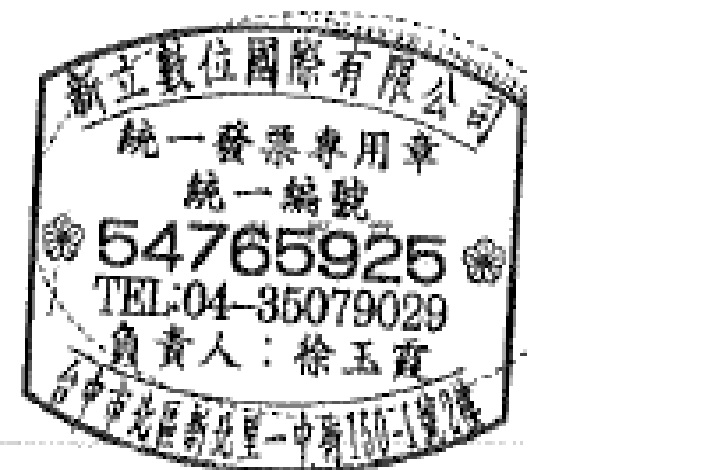 新立數位國際有限公司
統一發票專用章
統一編號
54765925
TEL:04-35079029
負責人：徐玉霞
台中市北區新北里一中街150-1號2樓